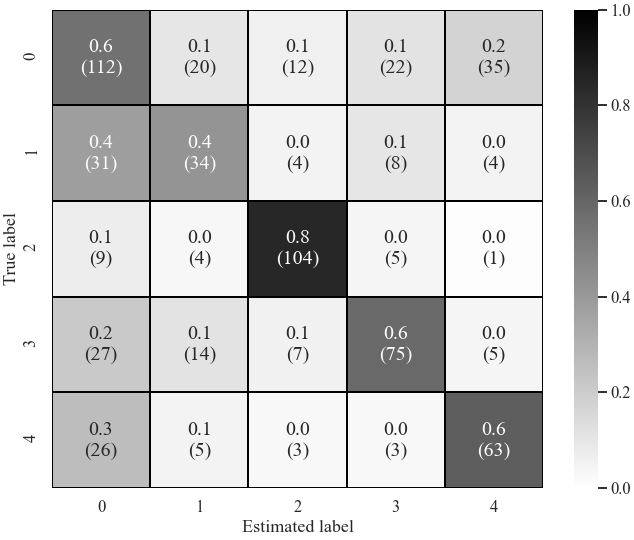 0.6 0.1 0.1 0.1 0.2
(112) (20) (12) (22) (35)
0
0.4 0.4 0.0 0.1 0.0
(31) (34) (4) (8) (4)
1
0.1 0.0 0.8 0.0 0.0
(9) (4) (104) (5) (1)
2
0.2 0.1 0.1 0.6 0.0
(27) (14) (7) (75) (5)
3
0.3 0.1 0.0 0.0 0.6
(26) (5) (3) (3) (63)
4
True label
0 1 2 3 4
Estimated label
1.0
0.8
0.6
0.4
0.2
0.0